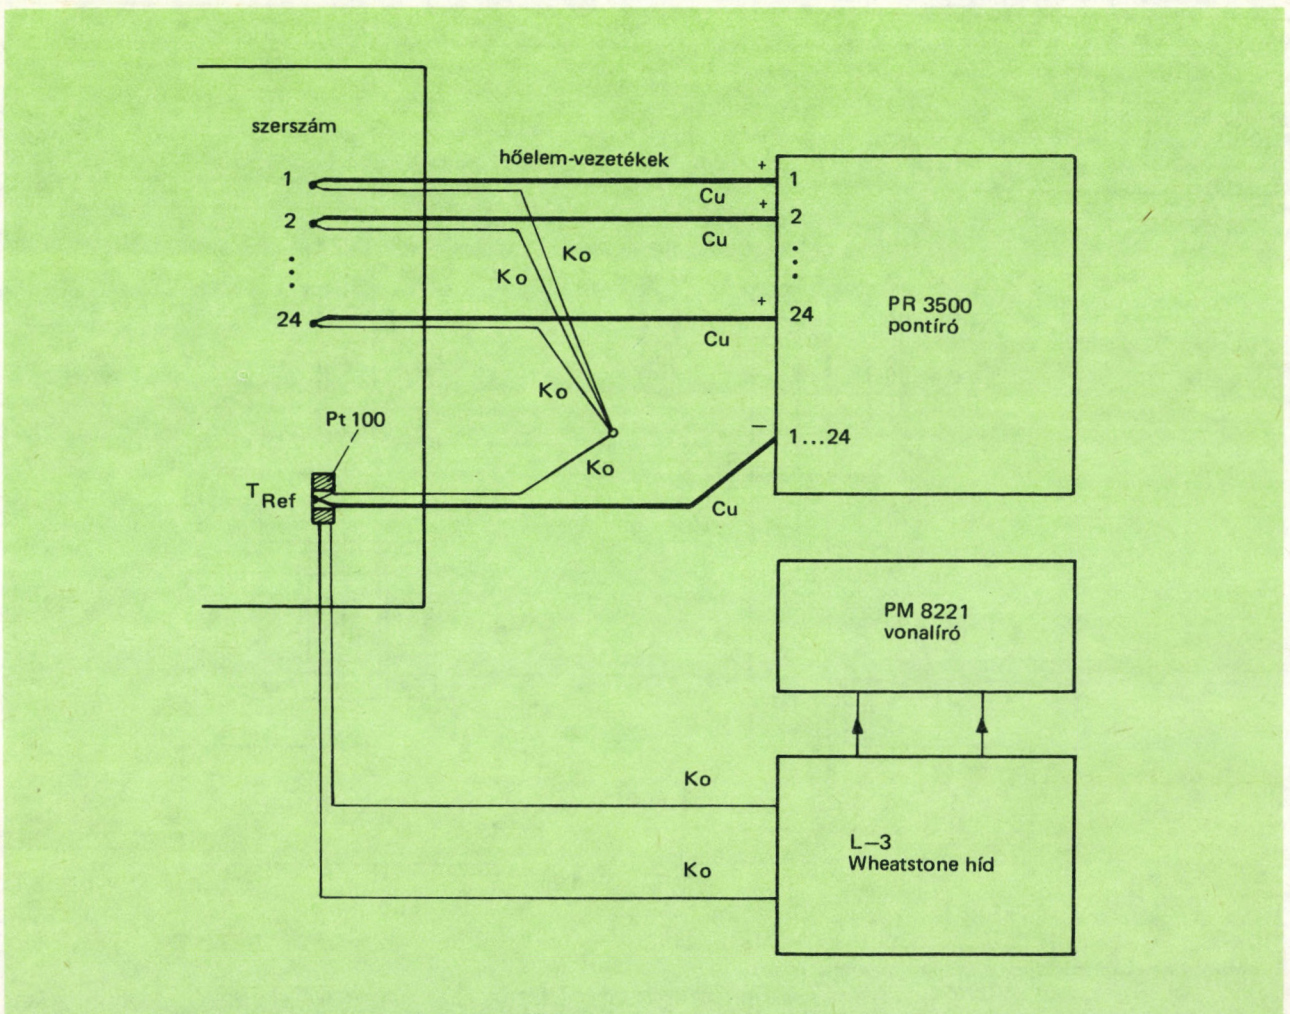 szerszám
hőelem-vezetékek
1
+
1
Cu
2
+
2
Cu
Ko
Ko
24
+
24
Cu
PR 3500
pontíró
Ko
Pt 100
—
1...24
Ko
T Ref
Cu
PM 8221
vonalíró
Ko
L–3
Wheatstone híd
Ko